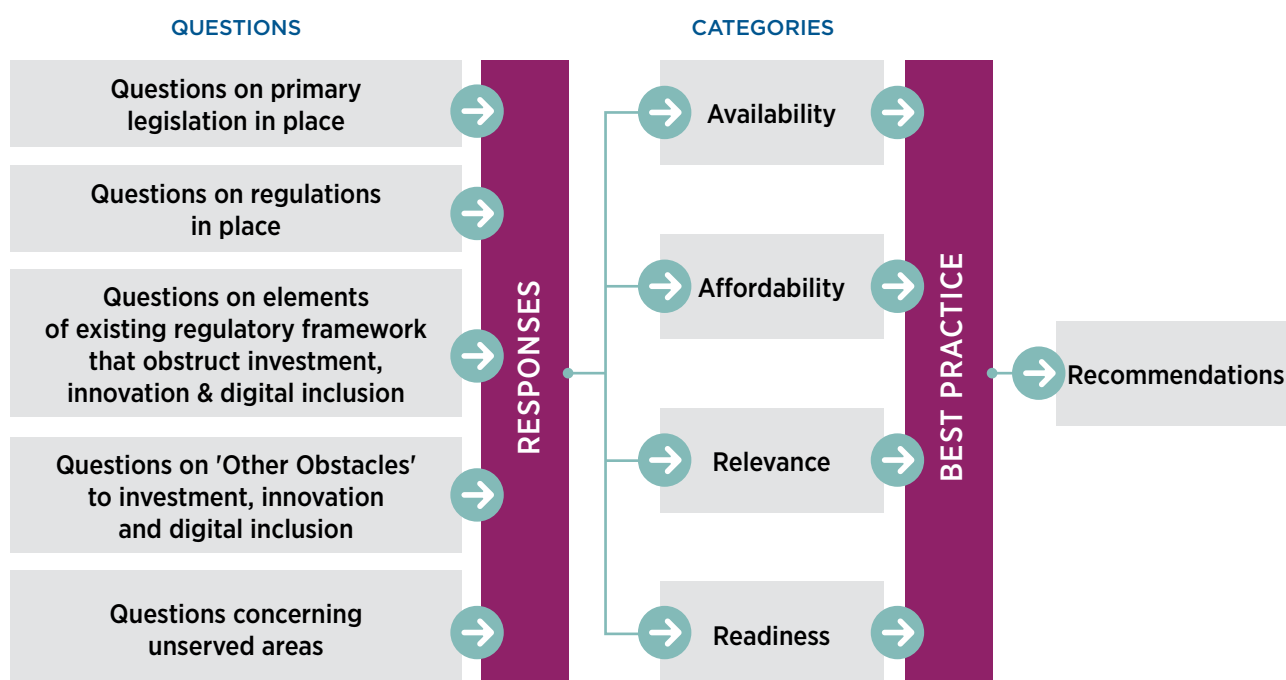 QUESTIONS
Questions on primary
legislation in place
Questions on regulations
in place
Questions on elements
of existing regulatory framework
that obstruct investment,
innovation & digital inclusion
Questions on 'Other Obstacles'
to investment, innovation
and digital inclusion
Questions concerning
unserved areas
RESPONSES
CATEGORIES
Availability
Affordability
Relevance
Readiness
BEST PRACTICE
Recommendations